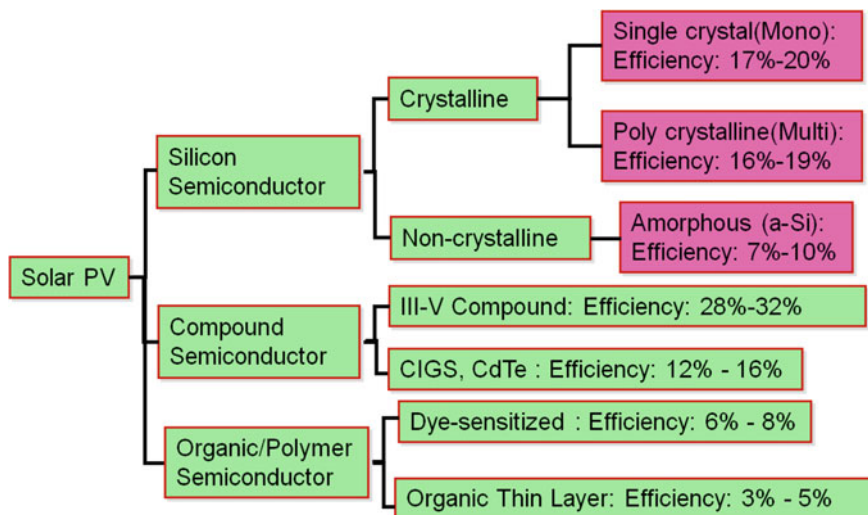 Solar PV
Silicon
Semiconductor
Crystalline
Single crystal(Mono):
Efficiency: 17%-20%
Poly crystalline(Multi):
Efficiency: 16%-19%
Non-crystalline
Amorphous (a-Si):
Efficiency: 7%-10%
Compound
Semiconductor
III-V Compound: Efficiency: 28%-32%
CIGS, CdTe : Efficiency: 12% - 16%
Organic/Polymer
Semiconductor
Dye-sensitized : Efficiency: 6% - 8%
Organic Thin Layer: Efficiency: 3% - 5%